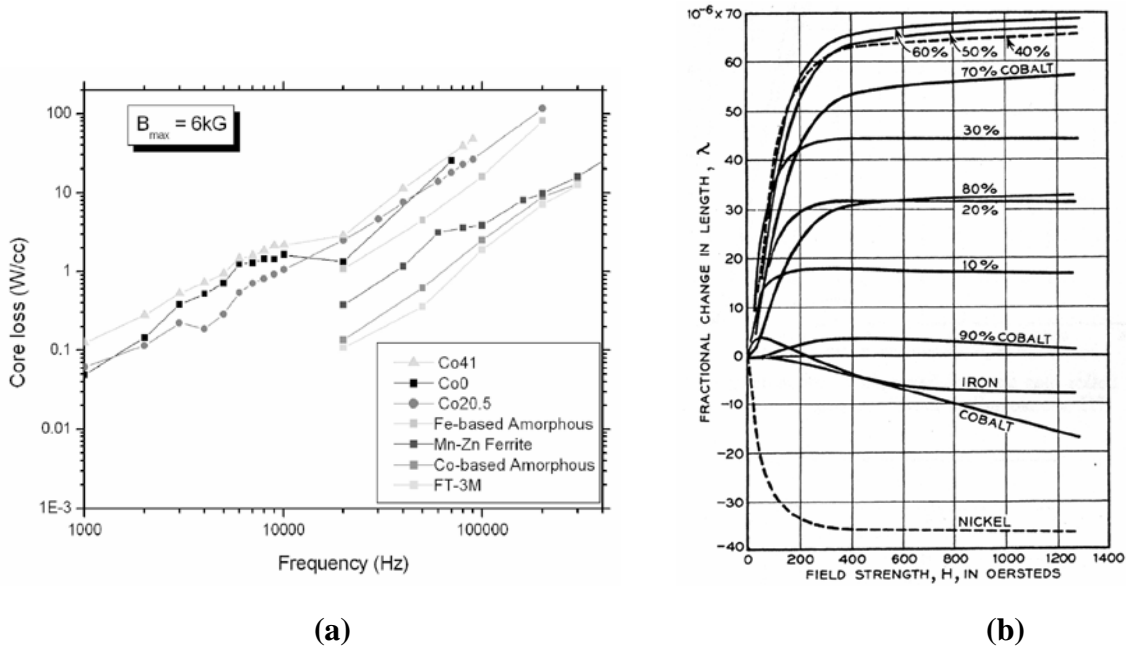 B max = 6kG
Core loss (W/cc)
100
10
1
0.1
0.01
1E-3
1000
10000
100000
Frequency (Hz)
Co41
Co0
Co20.5
Fe-based Amorphous
Mn-Zn Ferrite
Co-based Amorphous
FT-3M
(a)
10⁻⁶×70
60
50
40
30
20
10
0
-10
-20
-30
-40
FRACTIONAL CHANGE IN LENGTH, λ
60%
50%
40%
70% COBALT
30%
80%
20%
10%
90% COBALT
IRON
COBALT
NICKEL
0
200
400
600
800
1000
1200
1400
FIELD STRENGTH, H, IN OERSTEDS
(b)